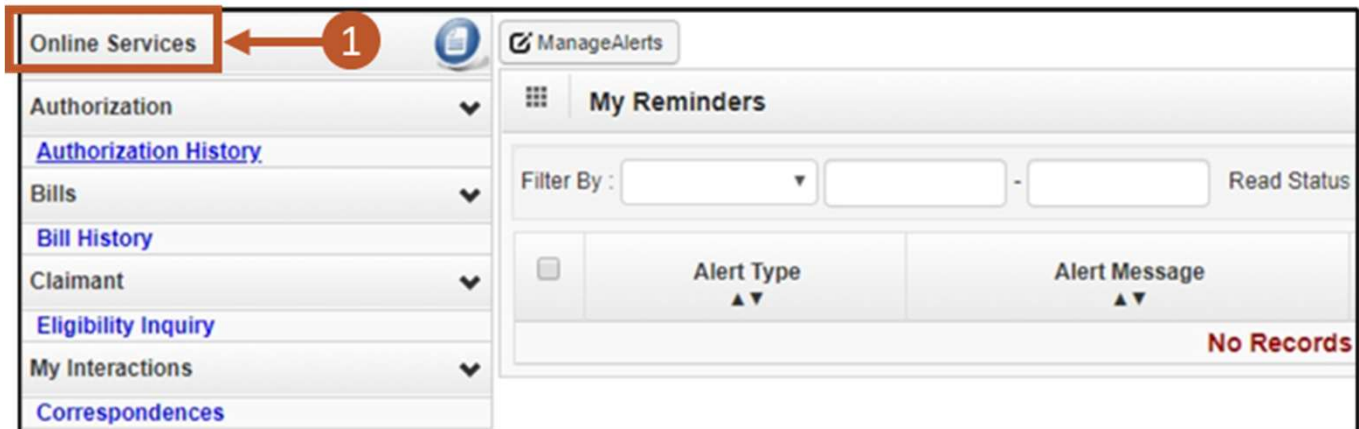 Online Services
1
Authorization
Authorization History
Bills
Bill History
Claimant
Eligibility Inquiry
My Interactions
Correspondences
ManageAlerts
My Reminders
Filter By : - Read Status
Alert Type Alert Message
▲▼ ▲▼
No Records